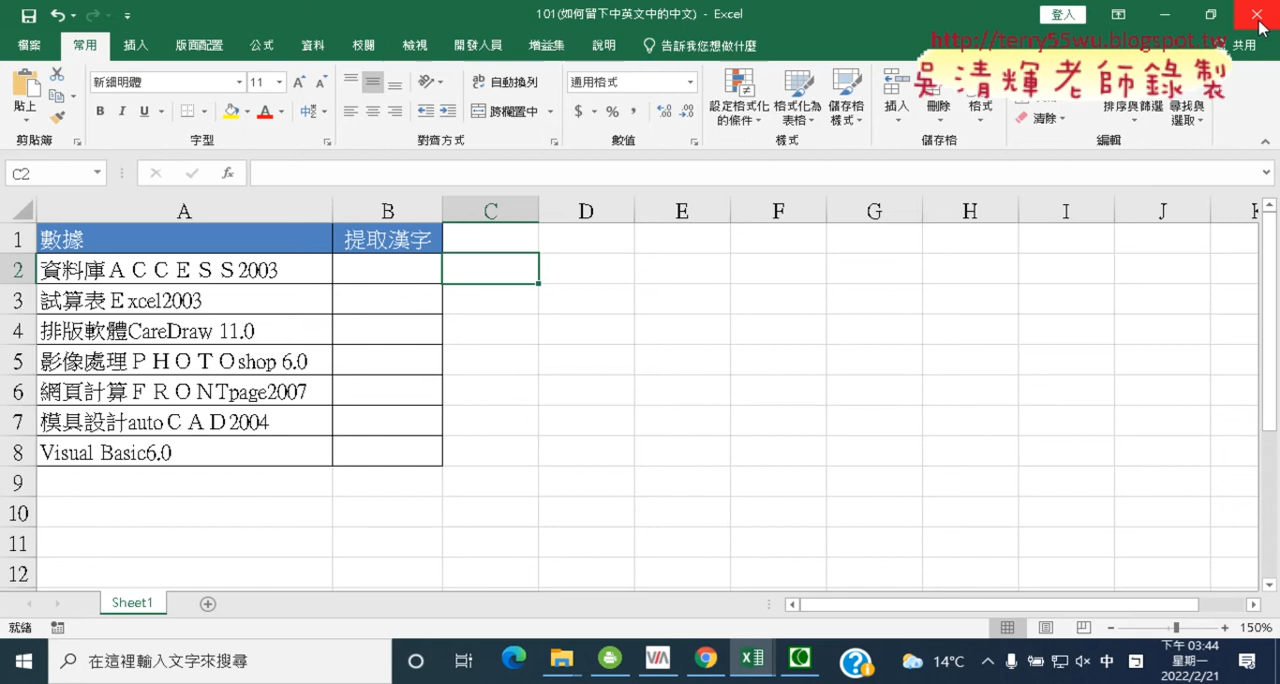 101(如何留下中英文中的中文) - Excel
登入
檔案 常用 插入 版面配置 公式 資料 校閱 檢視 開發人員 增益集 說明 告訴我您想做什麼 共用
http://terry55wu.blogspot.tw
吳清輝老師錄製
貼上
新細明體 11
B I U A 中
自動換列
跨欄置中
通用格式
$ % ,
設定格式化的條件
格式化為表格
儲存格樣式
插入 刪除 格式
清除
排序與篩選 尋找與選取
剪貼簿 字型 對齊方式 數值 樣式 儲存格 編輯
C2 fx
A B C D E F G H I J
1 數據 提取漢字
2 資料庫ＡＣＣＥＳＳ2003
3 試算表Ｅxcel2003
4 排版軟體CareDraw 11.0
5 影像處理ＰＨＯＴＯshop 6.0
6 網頁計算ＦＲＯＮTpage2007
7 模具設計autoＣＡＤ2004
8 Visual Basic6.0
9
10
11
12
Sheet1
就緒 150%
在這裡輸入文字來搜尋
14°C
中
下午 03:44
星期一
2022/2/21